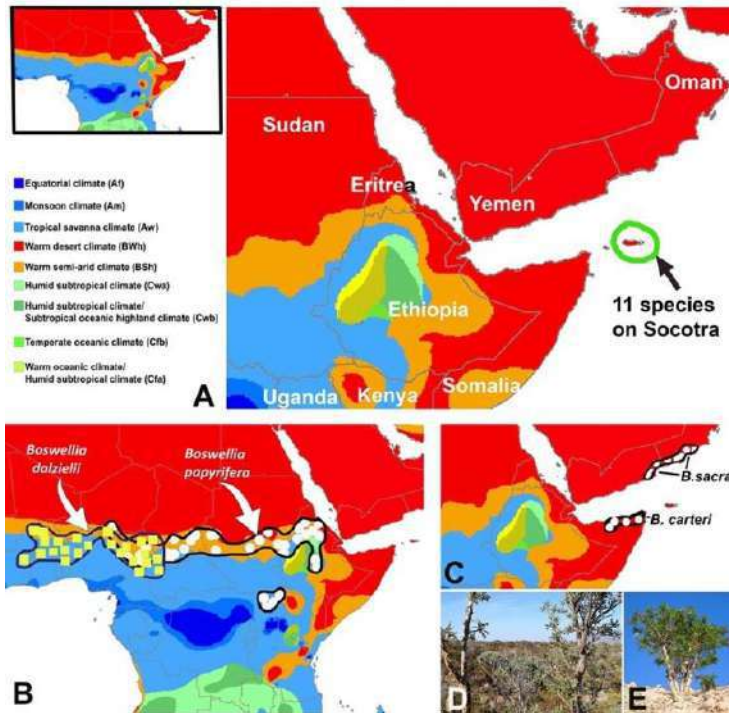 Sudan
Oman
Eritrea
Yemen
Ethiopia
11 species
on Socotra
Uganda
Kenya
Somalia
A
Equatorial climate (Af)
Monsoon climate (Am)
Tropical savanna climate (Aw)
Warm desert climate (BWh)
Warm semi-arid climate (BSh)
Humid subtropical climate (Cwa)
Humid subtropical climate/
Subtropical oceanic highland climate (Cwb)
Temperate oceanic climate (Cfb)
Warm oceanic climate/
Humid subtropical climate (Cfa)
Boswellia
dalzielli
Boswellia
papyrifera
B
B.sacra
B. carteri
C
D
E